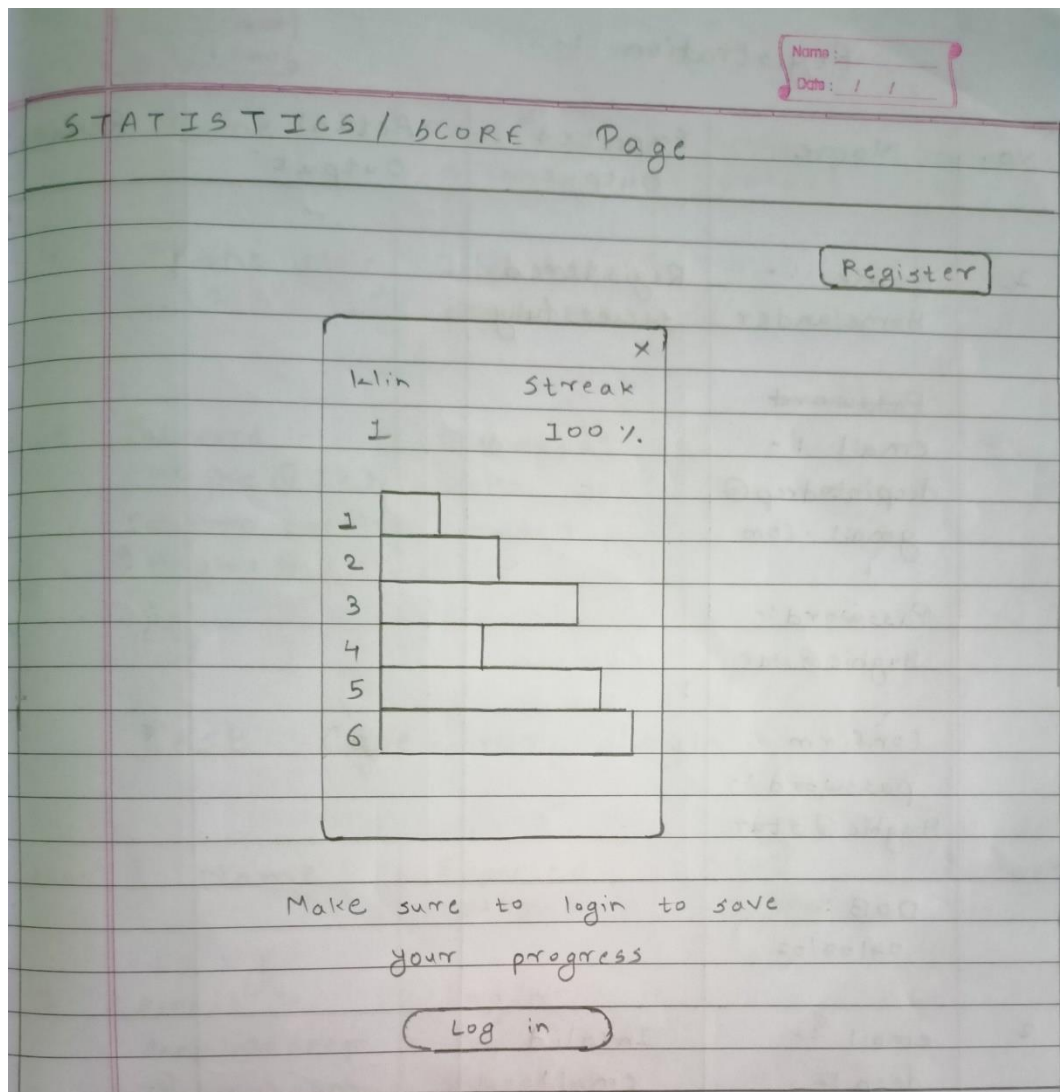 Name :
Date : / /
STATISTICS / SCORE Page
Register
x
Win Streak
1 100 %.
1
2
3
4
5
6
Make sure to login to save
your progress
Log in